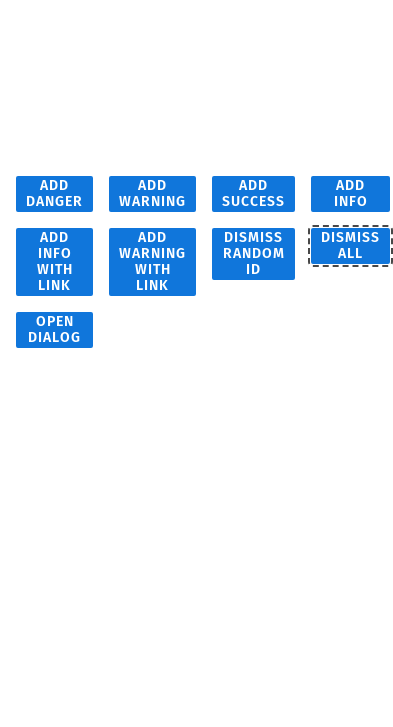 ADD
DANGER
ADD
WARNING
ADD
SUCCESS
ADD
INFO
ADD
INFO
WITH
LINK
ADD
WARNING
WITH
LINK
DISMISS
RANDOM
ID
DISMISS
ALL
OPEN
DIALOG